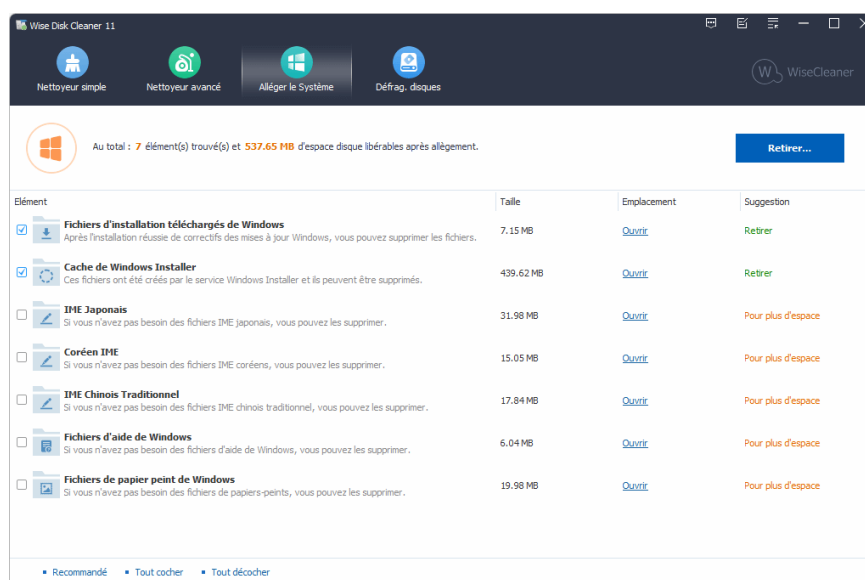 Wise Disk Cleaner 11
Nettoyeur simple
Nettoyeur avancé
Alléger le Système
Défrag. disques
WiseCleaner
Au total : 7 élément(s) trouvé(s) et 537.65 MB d'espace disque libérables après allègement.
Retirer...
Elément Taille Emplacement Suggestion
Fichiers d'installation téléchargés de Windows
Après l'installation réussie de correctifs des mises à jour Windows, vous pouvez supprimer les fichiers.
7.15 MB Ouvrir Retirer
Cache de Windows Installer
Ces fichiers ont été créés par le service Windows Installer et ils peuvent être supprimés.
439.62 MB Ouvrir Retirer
IME Japonais
Si vous n'avez pas besoin des fichiers IME japonais, vous pouvez les supprimer.
31.98 MB Ouvrir Pour plus d'espace
Coréen IME
Si vous n'avez pas besoin des fichiers IME coréens, vous pouvez les supprimer.
15.05 MB Ouvrir Pour plus d'espace
IME Chinois Traditionnel
Si vous n'avez pas besoin des fichiers IME chinois traditionnel, vous pouvez les supprimer.
17.84 MB Ouvrir Pour plus d'espace
Fichiers d'aide de Windows
Si vous n'avez pas besoin des fichiers d'aide de Windows, vous pouvez les supprimer.
6.04 MB Ouvrir Pour plus d'espace
Fichiers de papier peint de Windows
Si vous n'avez pas besoin des fichiers de papiers-peints, vous pouvez les supprimer.
19.98 MB Ouvrir Pour plus d'espace
Recommandé Tout cocher Tout décocher